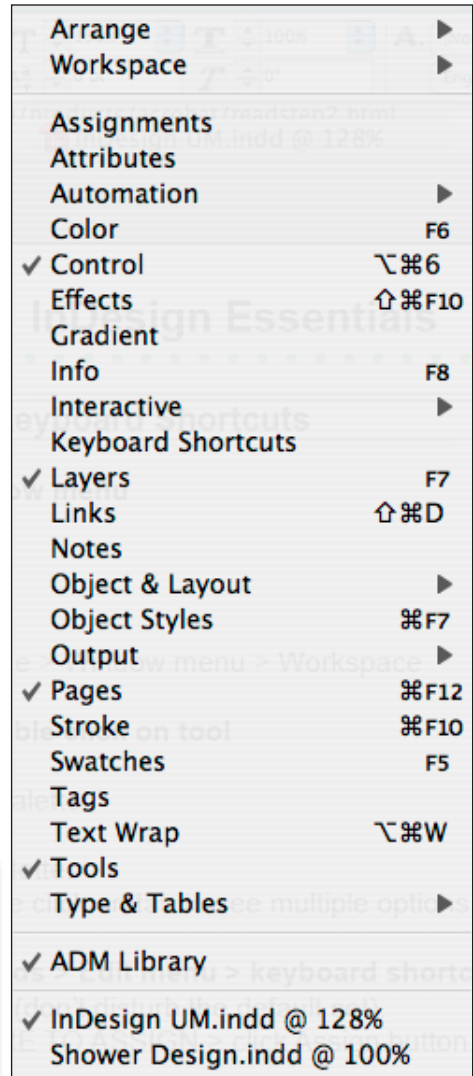 Arrange ▶
Workspace ▶
Assignments
Attributes
Automation ▶
Color F6
✓ Control ⌥⌘6
Effects ⇧⌘F10
Gradient
Info F8
Interactive ▶
Keyboard Shortcuts
✓ Layers F7
Links ⇧⌘D
Notes
Object & Layout ▶
Object Styles ⌘F7
Output ▶
✓ Pages ⌘F12
Stroke ⌘F10
Swatches F5
Tags
Text Wrap ⌥⌘W
✓ Tools
Type & Tables ▶
✓ ADM Library
✓ InDesign UM.indd @ 128%
Shower Design.indd @ 100%